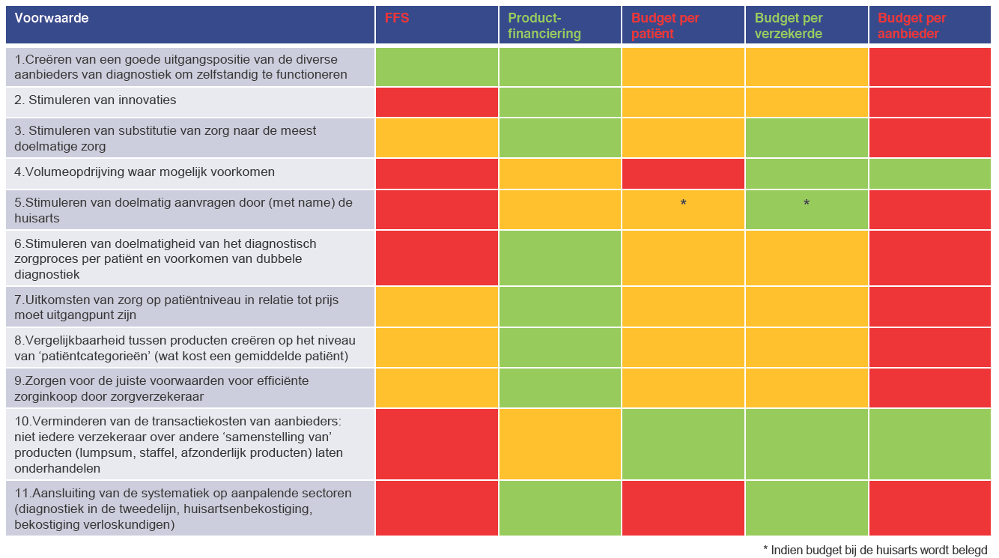 Voorwaarde
FFS
Product-
financiering
Budget per
patiënt
Budget per
verzekerde
Budget per
aanbieder
1.Creëren van een goede uitgangspositie van de diverse
aanbieders van diagnostiek om zelfstandig te functioneren
2. Stimuleren van innovaties
3. Stimuleren van substitutie van zorg naar de meest
doelmatige zorg
4.Volumeopdrijving waar mogelijk voorkomen
5.Stimuleren van doelmatig aanvragen door (met name) de
huisarts
*
*
6.Stimuleren van doelmatigheid van het diagnostisch
zorgproces per patiënt en voorkomen van dubbele
diagnostiek
7.Uitkomsten van zorg op patiëntniveau in relatie tot prijs
moet uitgangpunt zijn
8.Vergelijkbaarheid tussen producten creëren op het niveau
van ‘patiëntcategorieën’ (wat kost een gemiddelde patiënt)
9.Zorgen voor de juiste voorwaarden voor efficiënte
zorginkoop door zorgverzekeraar
10.Verminderen van de transactiekosten van aanbieders:
niet iedere verzekeraar over andere ‘samenstelling van’
producten (lumpsum, staffel, afzonderlijk producten) laten
onderhandelen
11.Aansluiting van de systematiek op aanpalende sectoren
(diagnostiek in de tweedelijn, huisartsenbekostiging,
bekostiging verloskundigen)
* Indien budget bij de huisarts wordt belegd